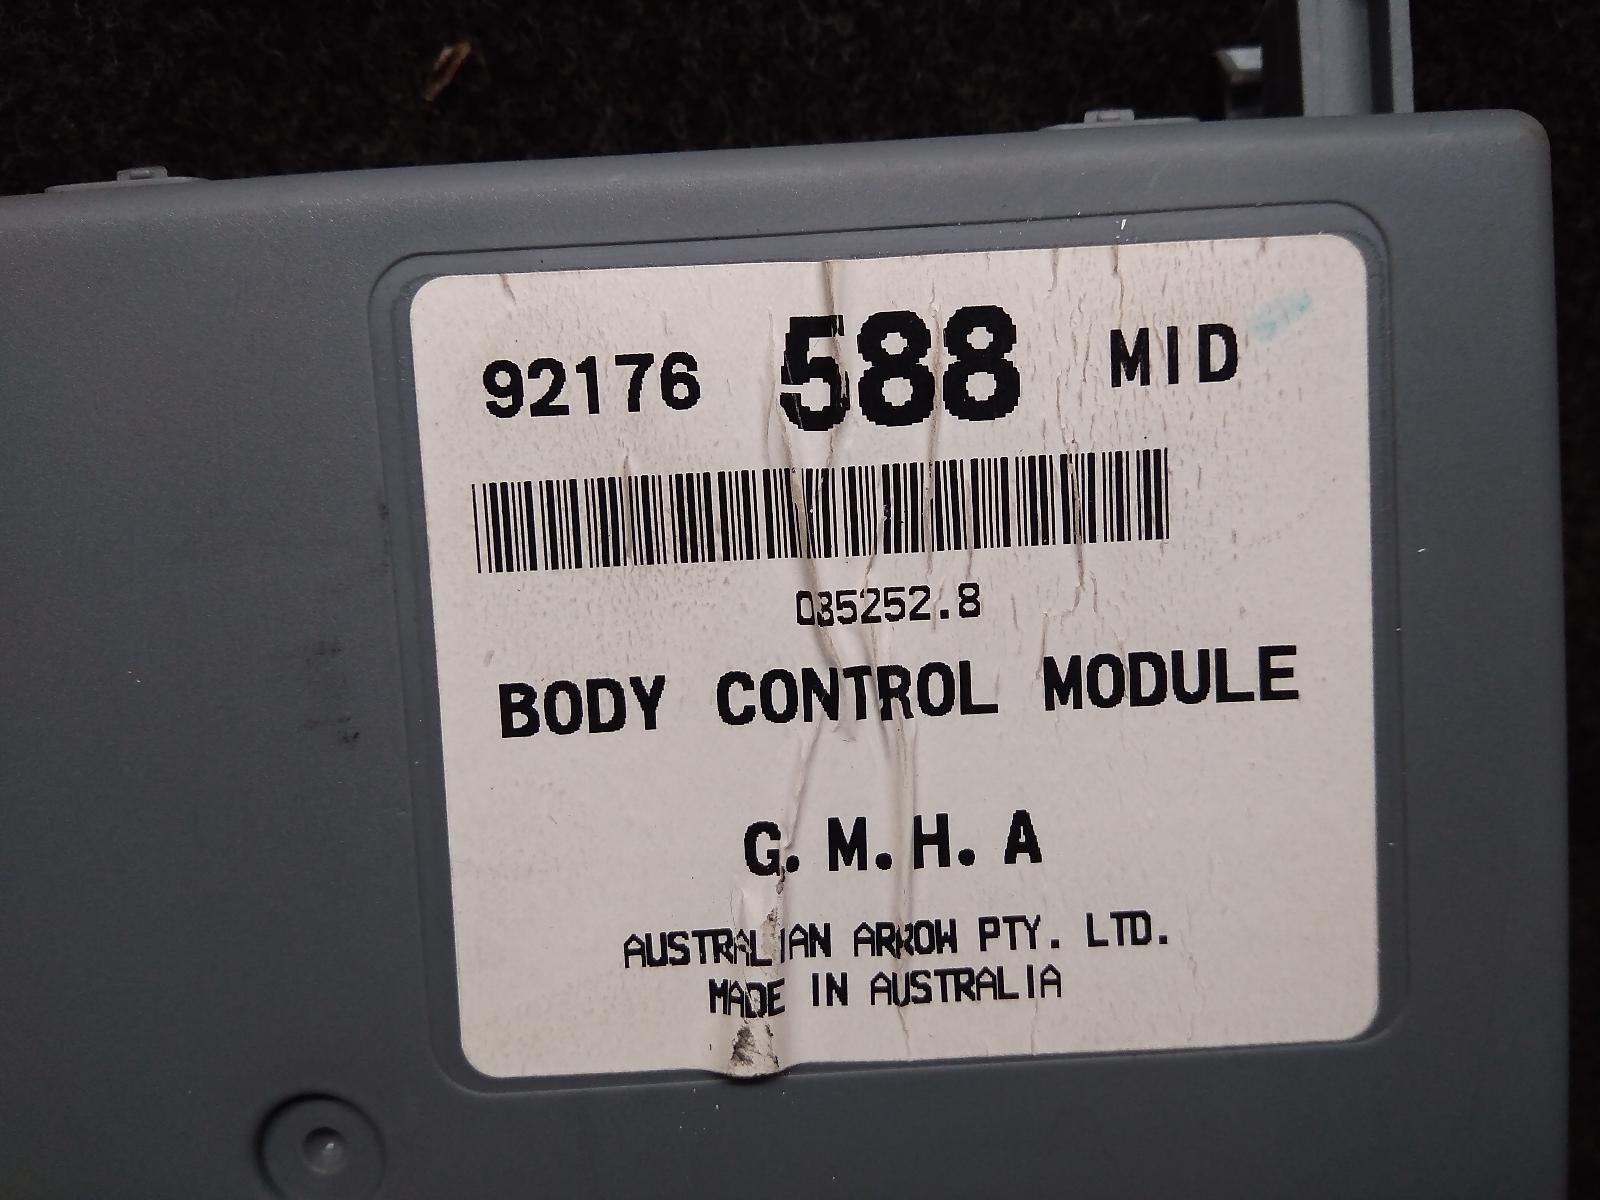 92176 588 MID
035252.8
BODY CONTROL MODULE
G.M.H.A
AUSTRALIAN ARROW PTY. LTD.
MADE IN AUSTRALIA